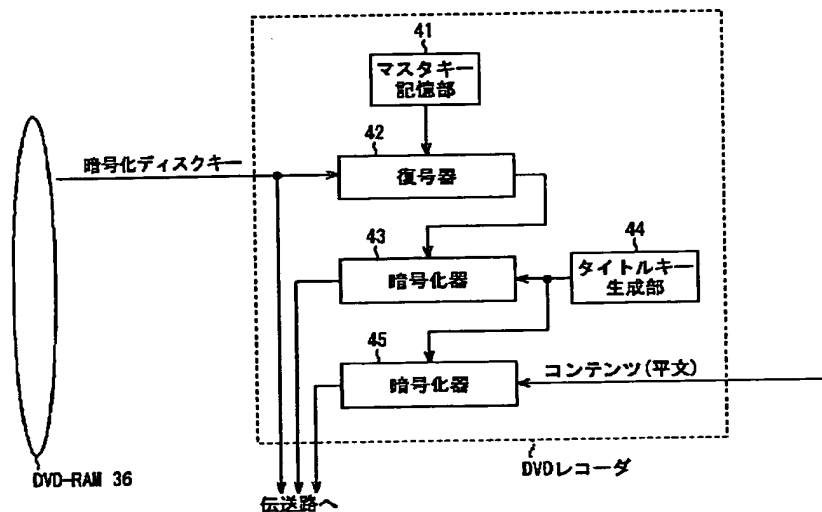 41
マスタキー
記憶部
42
暗号化ディスクキー
復号器
43
44
暗号化器
タイトルキー
生成部
45
暗号化器
コンテンツ(平文)
DVD-RAM 36
DVDレコーダ
伝送路へ